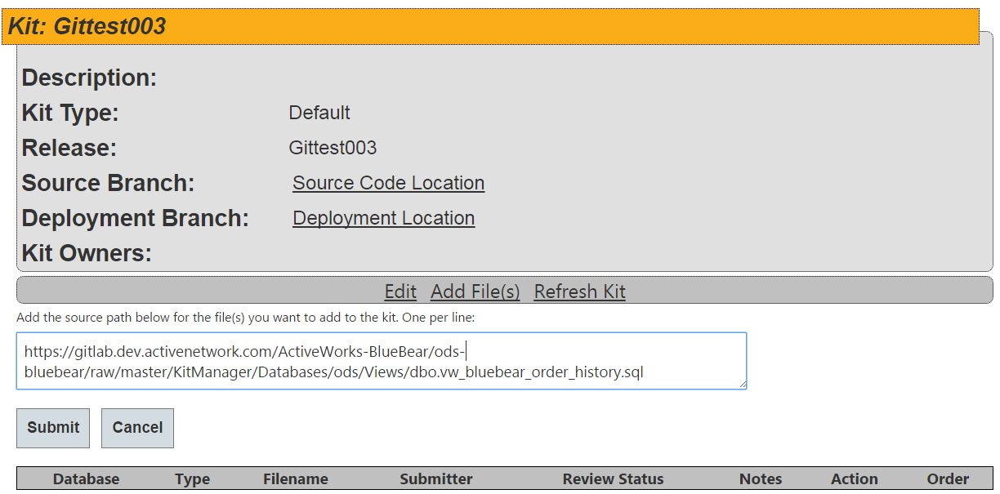 Kit: Gittest003
Description:
Kit Type: Default
Release: Gittest003
Source Branch: Source Code Location
Deployment Branch: Deployment Location
Kit Owners:
Edit Add File(s) Refresh Kit
Add the source path below for the file(s) you want to add to the kit. One per line:
https://gitlab.dev.activenetwork.com/ActiveWorks-BlueBear/ods-
bluebear/raw/master/KitManager/Databases/ods/Views/dbo.vw_bluebear_order_history.sql
Submit Cancel
Database Type Filename Submitter Review Status Notes Action Order